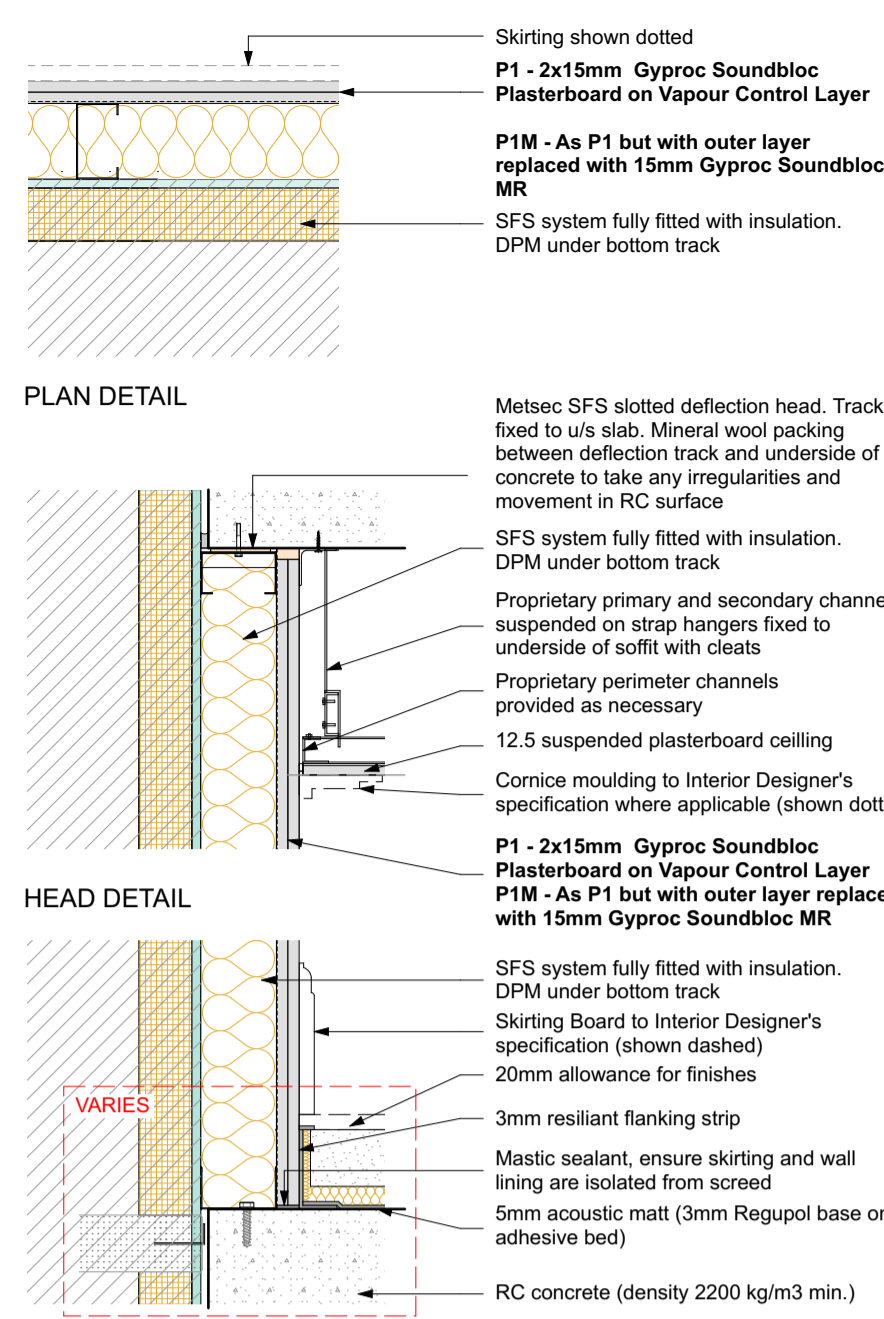 Skirting shown dotted
P1 - 2x15mm Gyproc Soundbloc
Plasterboard on Vapour Control Layer
P1M - As P1 but with outer layer
replaced with 15mm Gyproc Soundbloc
MR
SFS system fully fitted with insulation.
DPM under bottom track
PLAN DETAIL
Metsec SFS slotted deflection head. Track
fixed to u/s slab. Mineral wool packing
between deflection track and underside of
concrete to take any irregularities and
movement in RC surface
SFS system fully fitted with insulation.
DPM under bottom track
Proprietary primary and secondary channe
suspended on strap hangers fixed to
underside of soffit with cleats
Proprietary perimeter channels
provided as necessary
12.5 suspended plasterboard ceilling
Cornice moulding to Interior Designer's
specification where applicable (shown dott
P1 - 2x15mm Gyproc Soundbloc
Plasterboard on Vapour Control Layer
P1M - As P1 but with outer layer replace
with 15mm Gyproc Soundbloc MR
HEAD DETAIL
SFS system fully fitted with insulation.
DPM under bottom track
Skirting Board to Interior Designer's
specification (shown dashed)
20mm allowance for finishes
VARIES
3mm resiliant flanking strip
Mastic sealant, ensure skirting and wall
lining are isolated from screed
5mm acoustic matt (3mm Regupol base or
adhesive bed)
RC concrete (density 2200 kg/m3 min.)